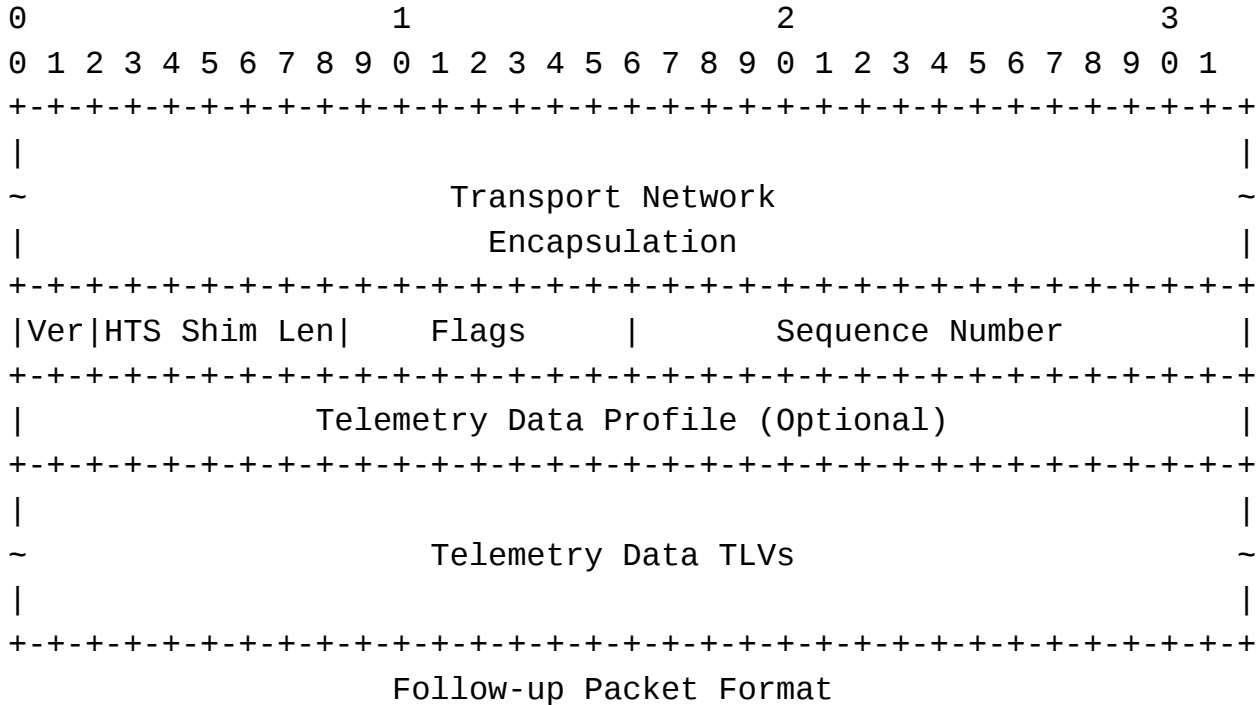 0                   1                   2                   3
0 1 2 3 4 5 6 7 8 9 0 1 2 3 4 5 6 7 8 9 0 1 2 3 4 5 6 7 8 9 0 1
+-+-+-+-+-+-+-+-+-+-+-+-+-+-+-+-+-+-+-+-+-+-+-+-+-+-+-+-+-+-+-+-+
|                                                               |
~                      Transport Network                        ~
|                        Encapsulation                          |
+-+-+-+-+-+-+-+-+-+-+-+-+-+-+-+-+-+-+-+-+-+-+-+-+-+-+-+-+-+-+-+-+
|Ver|HTS Shim Len|    Flags     |       Sequence Number         |
+-+-+-+-+-+-+-+-+-+-+-+-+-+-+-+-+-+-+-+-+-+-+-+-+-+-+-+-+-+-+-+-+
|               Telemetry Data Profile (Optional)               |
+-+-+-+-+-+-+-+-+-+-+-+-+-+-+-+-+-+-+-+-+-+-+-+-+-+-+-+-+-+-+-+-+
|                                                               |
~                     Telemetry Data TLVs                       ~
|                                                               |
+-+-+-+-+-+-+-+-+-+-+-+-+-+-+-+-+-+-+-+-+-+-+-+-+-+-+-+-+-+-+-+-+
                    Follow-up Packet Format